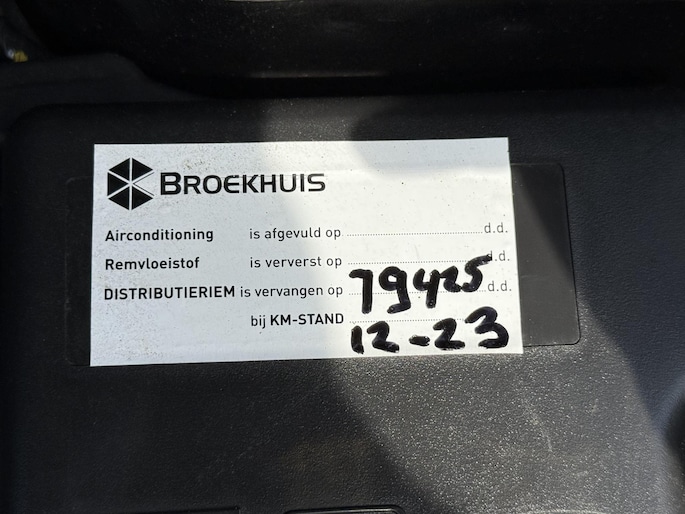 BROEKHUIS
Airconditioning is afgevuld op d.d.
Remvloeistof is ververst op d.d.
DISTRIBUTIERIEM is vervangen op 79425 d.d.
bij KM-STAND 12-23